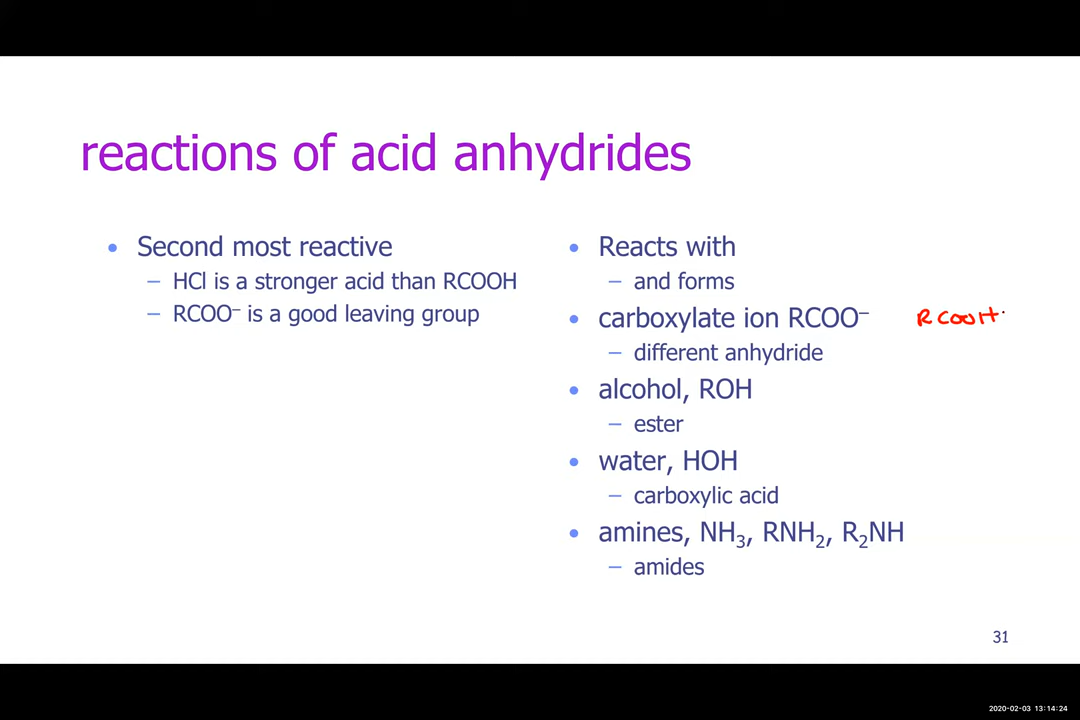 reactions of acid anhydrides
• Second most reactive
– HCl is a stronger acid than RCOOH
– RCOO⁻ is a good leaving group
• Reacts with
– and forms
• carboxylate ion RCOO⁻ RCOOH
– different anhydride
• alcohol, ROH
– ester
• water, HOH
– carboxylic acid
• amines, NH₃, RNH₂, R₂NH
– amides
31
2020-02-03 13:14:24